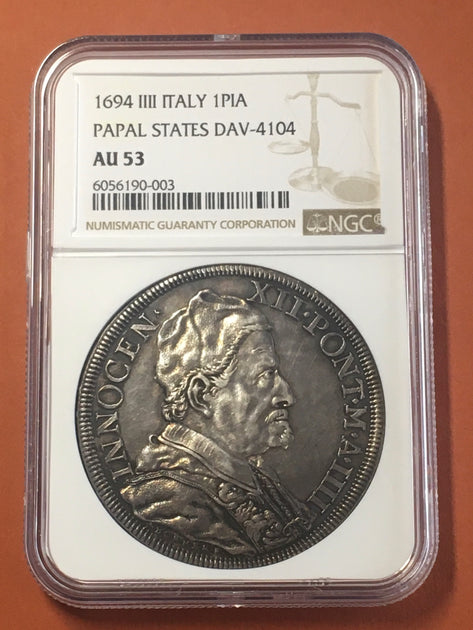 1694 IIII ITALY 1PIA
PAPAL STATES DAV-4104
AU 53
6056190-003
NUMISMATIC GUARANTY CORPORATION
NGC®
INNOCEN· XII·PONT·M·A·IIII